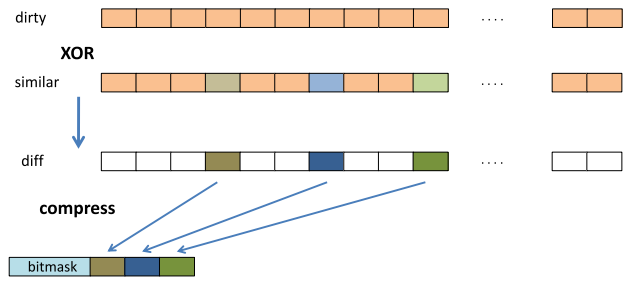 dirty
....
XOR
similar
....
diff
....
compress
bitmask